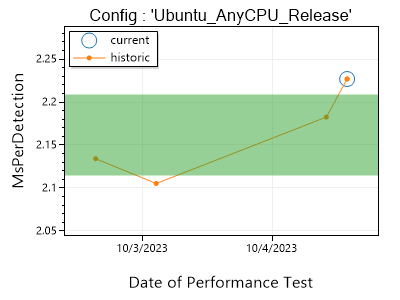 Config : 'Ubuntu_AnyCPU_Release'
current
historic
MsPerDetection
2.25
2.2
2.15
2.1
2.05
10/3/2023
10/4/2023
Date of Performance Test